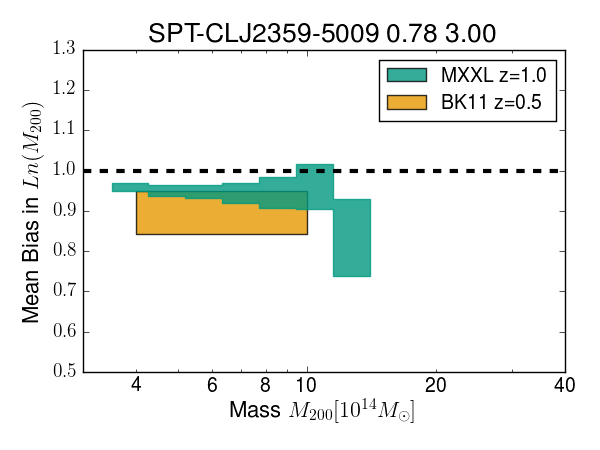 SPT-CLJ2359-5009 0.78 3.00
1.3
1.2
1.1
1.0
0.9
0.8
0.7
0.6
0.5
Mean Bias in Ln(M₂₀₀)
MXXL z=1.0
BK11 z=0.5
4 6 8 10 20 40
Mass M₂₀₀[10¹⁴M☉]